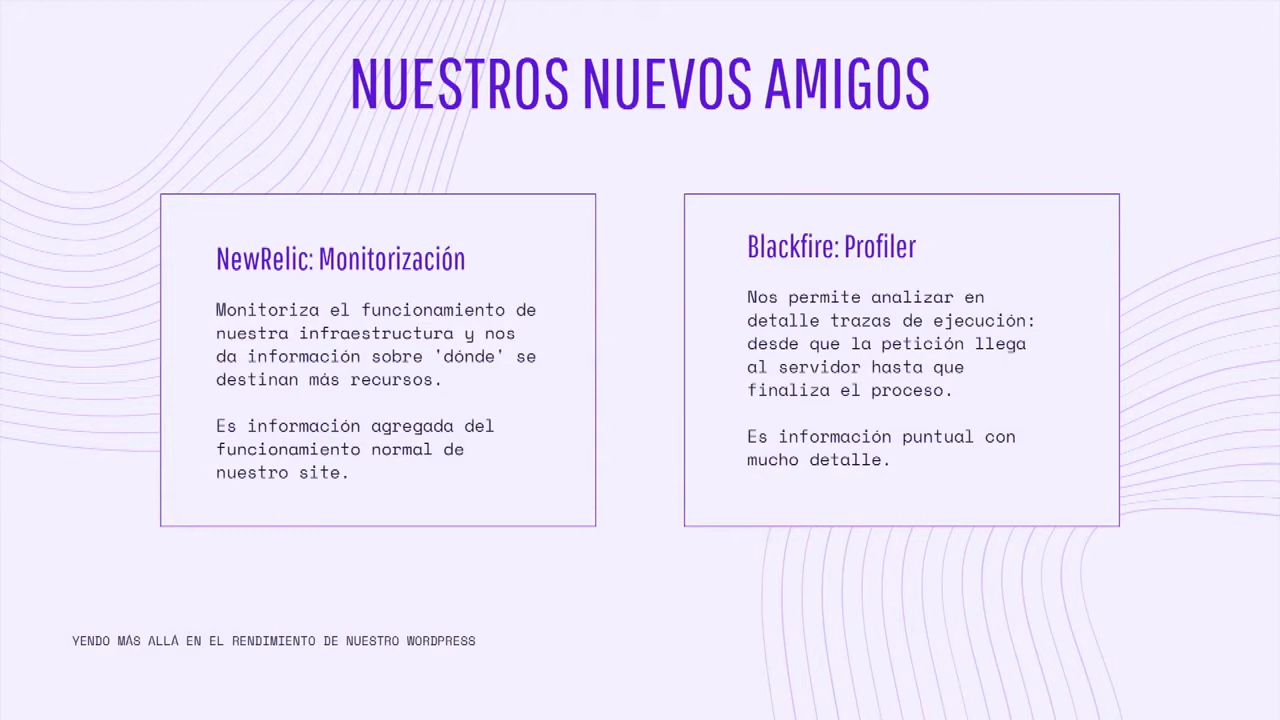 NUESTROS NUEVOS AMIGOS
NewRelic: Monitorización
Monitoriza el funcionamiento de
nuestra infraestructura y nos
da información sobre 'dónde' se
destinan más recursos.
Es información agregada del
funcionamiento normal de
nuestro site.
Blackfire: Profiler
Nos permite analizar en
detalle trazas de ejecución:
desde que la petición llega
al servidor hasta que
finaliza el proceso.
Es información puntual con
mucho detalle.
YENDO MÁS ALLÁ EN EL RENDIMIENTO DE NUESTRO WORDPRESS